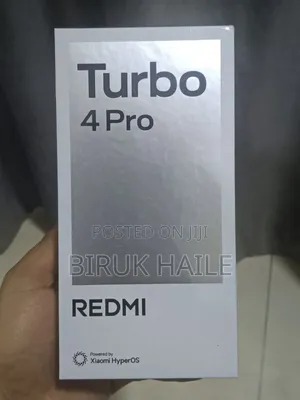 Turbo
4 Pro
POSTED ON JIJI
BIRUK HAILE
REDMI
Powered by
Xiaomi HyperOS